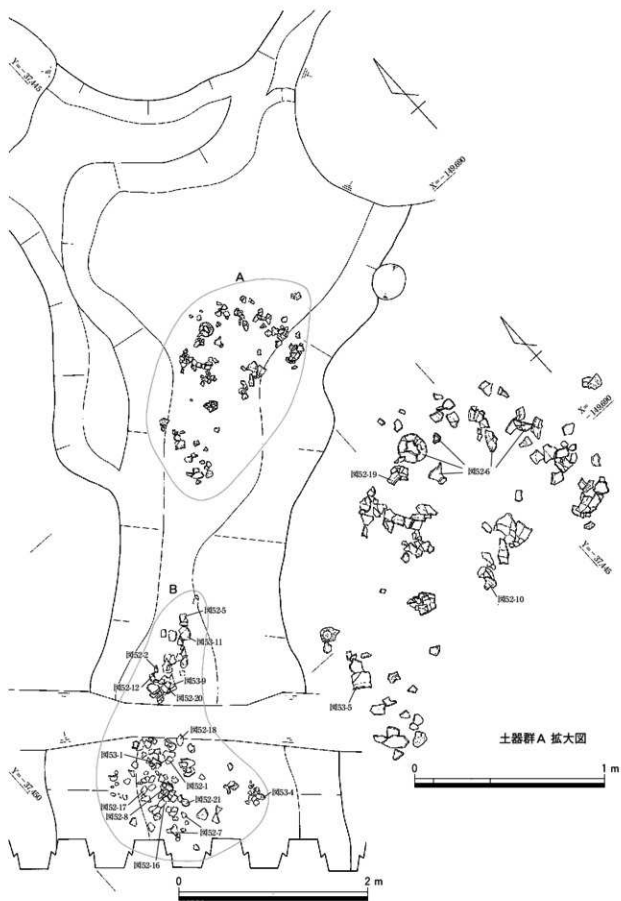 Y=-37,445
X=-149,690
A
X=-149,690
図52-6
図52-19
Y=-37,445
図52-10
B
図52-5
図53-11
図52-2
図53-9
図52-12
図52-20
図53-5
図52-18
土器群A 拡大図
図53-1
図52-1
0 1 m
Y=-37,450
図52-17
図52-21
図53-4
図52-8
図52-7
図52-16
0 2 m